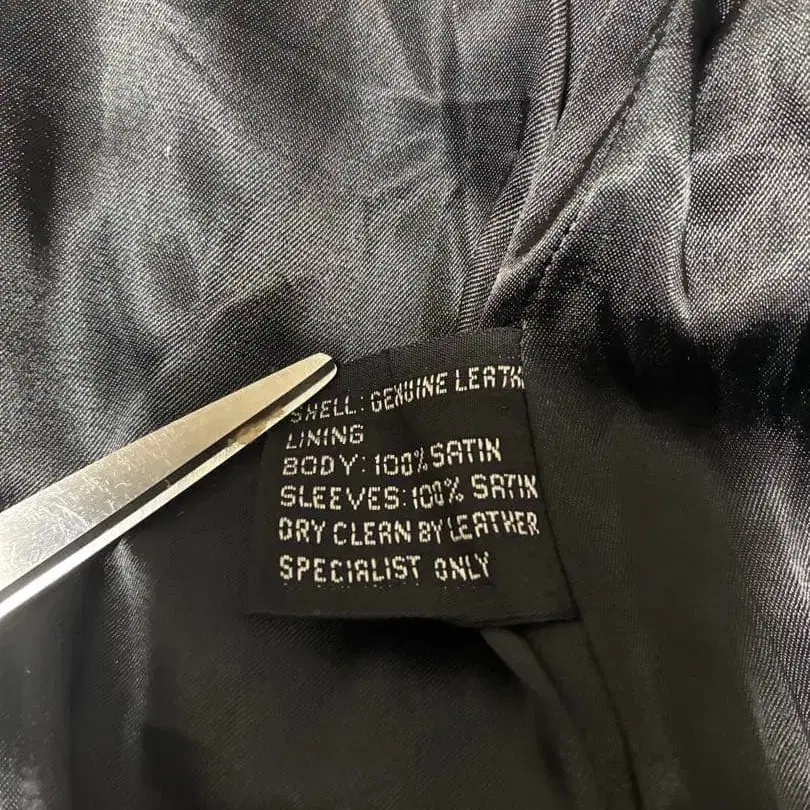 SHELL: GENUINE LEATH
LINING
BODY: 100% SATIN
SLEEVES: 100% SATIN
DRY CLEAN BY LEATHER
SPECIALIST ONLY